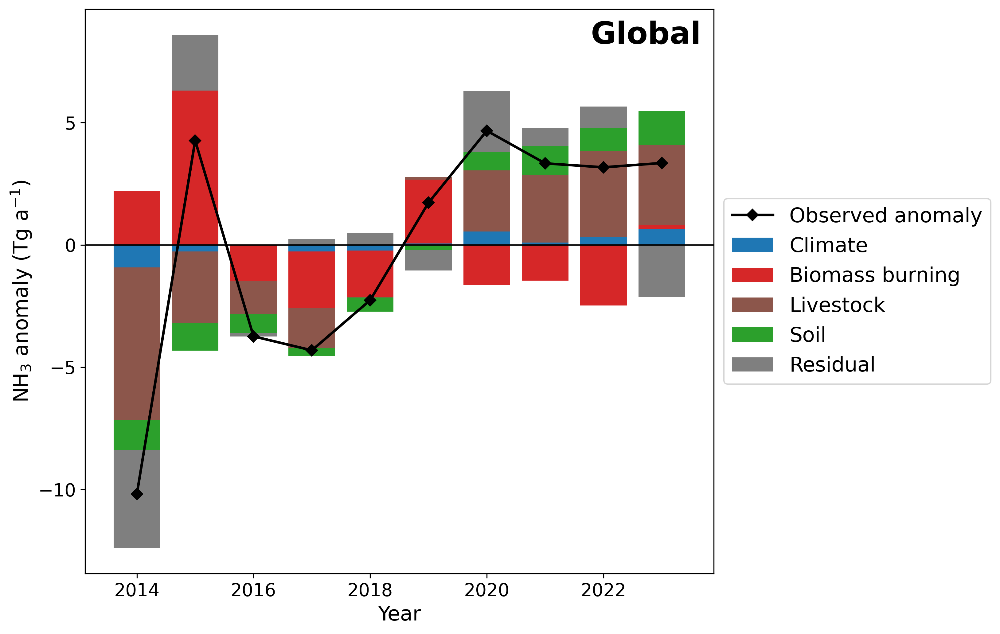 Global
NH₃ anomaly (Tg a⁻¹)
5
0
−5
−10
2014 2016 2018 2020 2022
Year
Observed anomaly
Climate
Biomass burning
Livestock
Soil
Residual